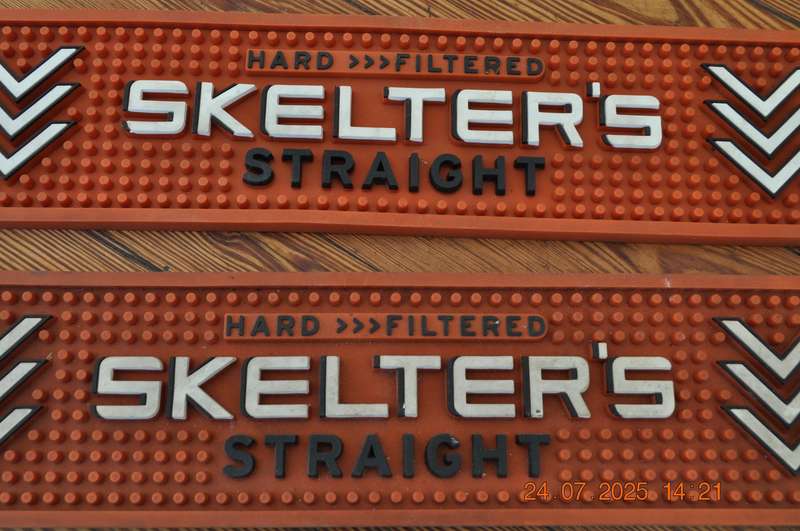 HARD >>>FILTERED
SKELTER'S
STRAIGHT
HARD >>>FILTERED
SKELTER'S
STRAIGHT
24.07.2025 14:21